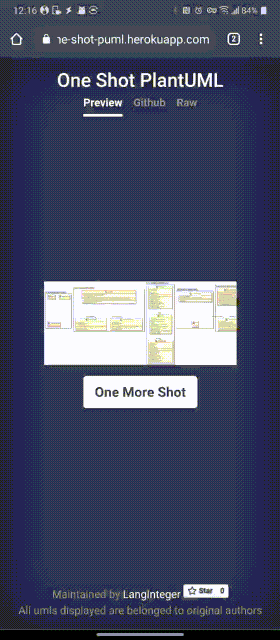 12:16
84%
ne-shot-puml.herokuapp.com
2
One Shot PlantUML
Preview Github Raw
One More Shot
Maintained by LangInteger Star 0
All umls displayed are belonged to original authors